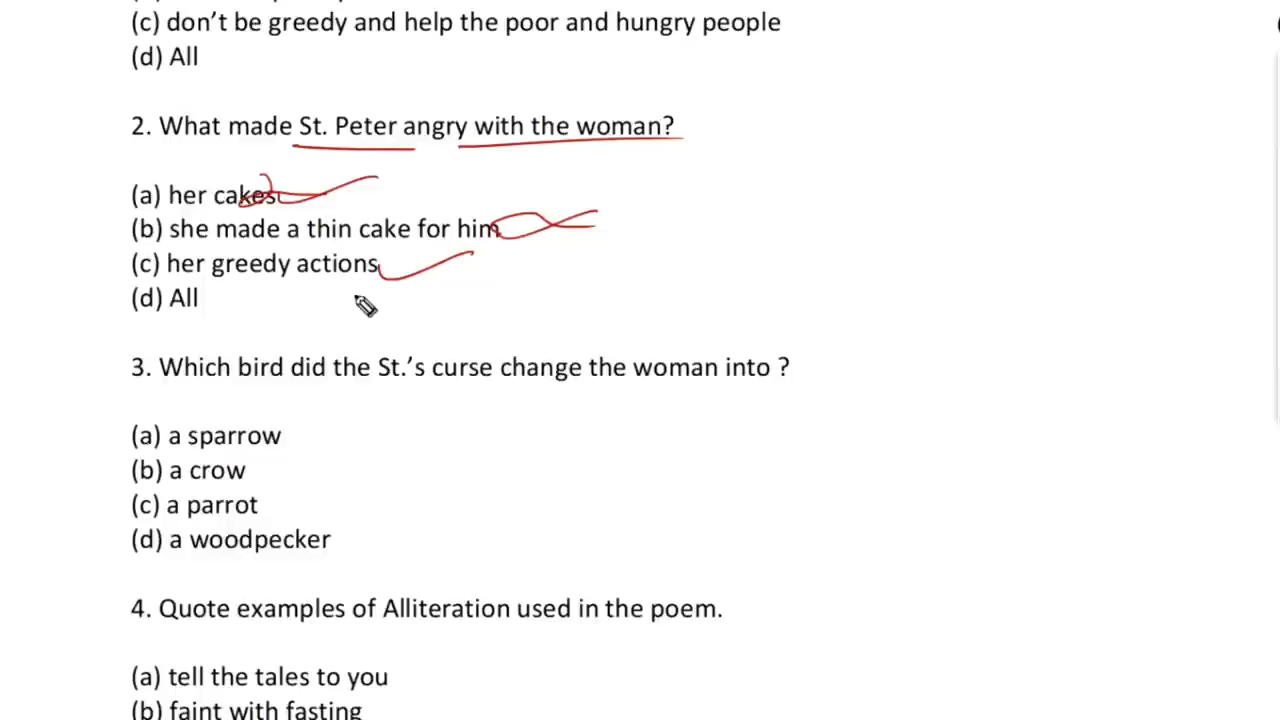 (c) don't be greedy and help the poor and hungry people
(d) All
2. What made St. Peter angry with the woman?
(a) her cakes
(b) she made a thin cake for him
(c) her greedy actions
(d) All
3. Which bird did the St.'s curse change the woman into ?
(a) a sparrow
(b) a crow
(c) a parrot
(d) a woodpecker
4. Quote examples of Alliteration used in the poem.
(a) tell the tales to you
(b) faint with fasting